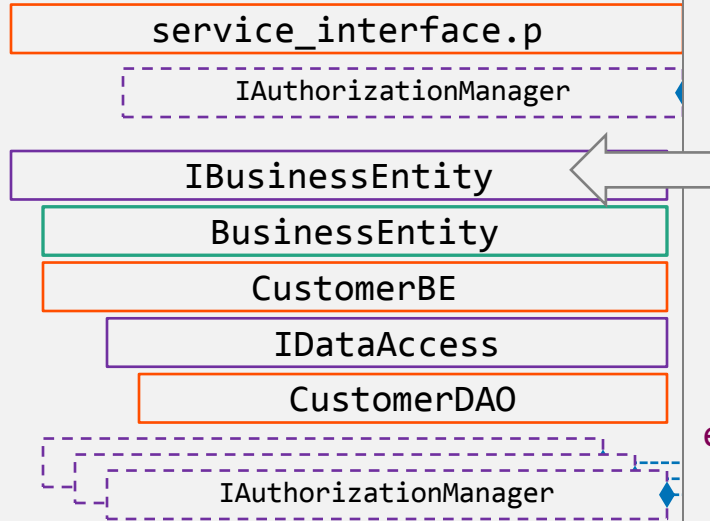 service_interface.p
IAuthorizationManager
IBusinessEntity
BusinessEntity
CustomerBE
IDataAccess
CustomerDAO
e
IAuthorizationManager